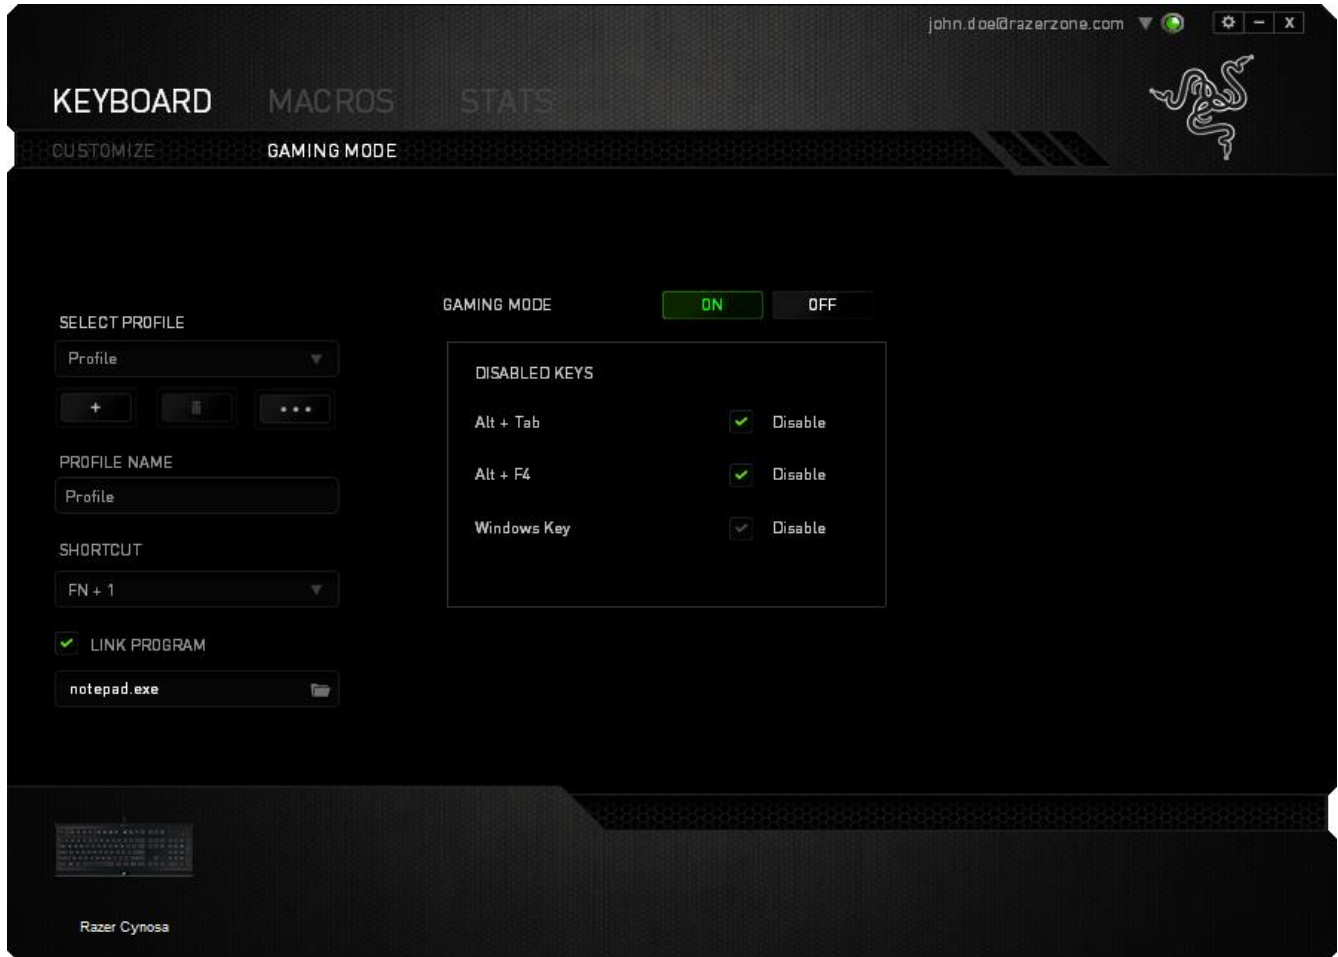 john.doe@razerzone.com
KEYBOARD MACROS STATS
CUSTOMIZE GAMING MODE
GAMING MODE ON OFF
SELECT PROFILE
Profile
DISABLED KEYS
Alt + Tab Disable
Alt + F4 Disable
Windows Key Disable
PROFILE NAME
Profile
SHORTCUT
FN + 1
LINK PROGRAM
notepad.exe
Razer Cynosa